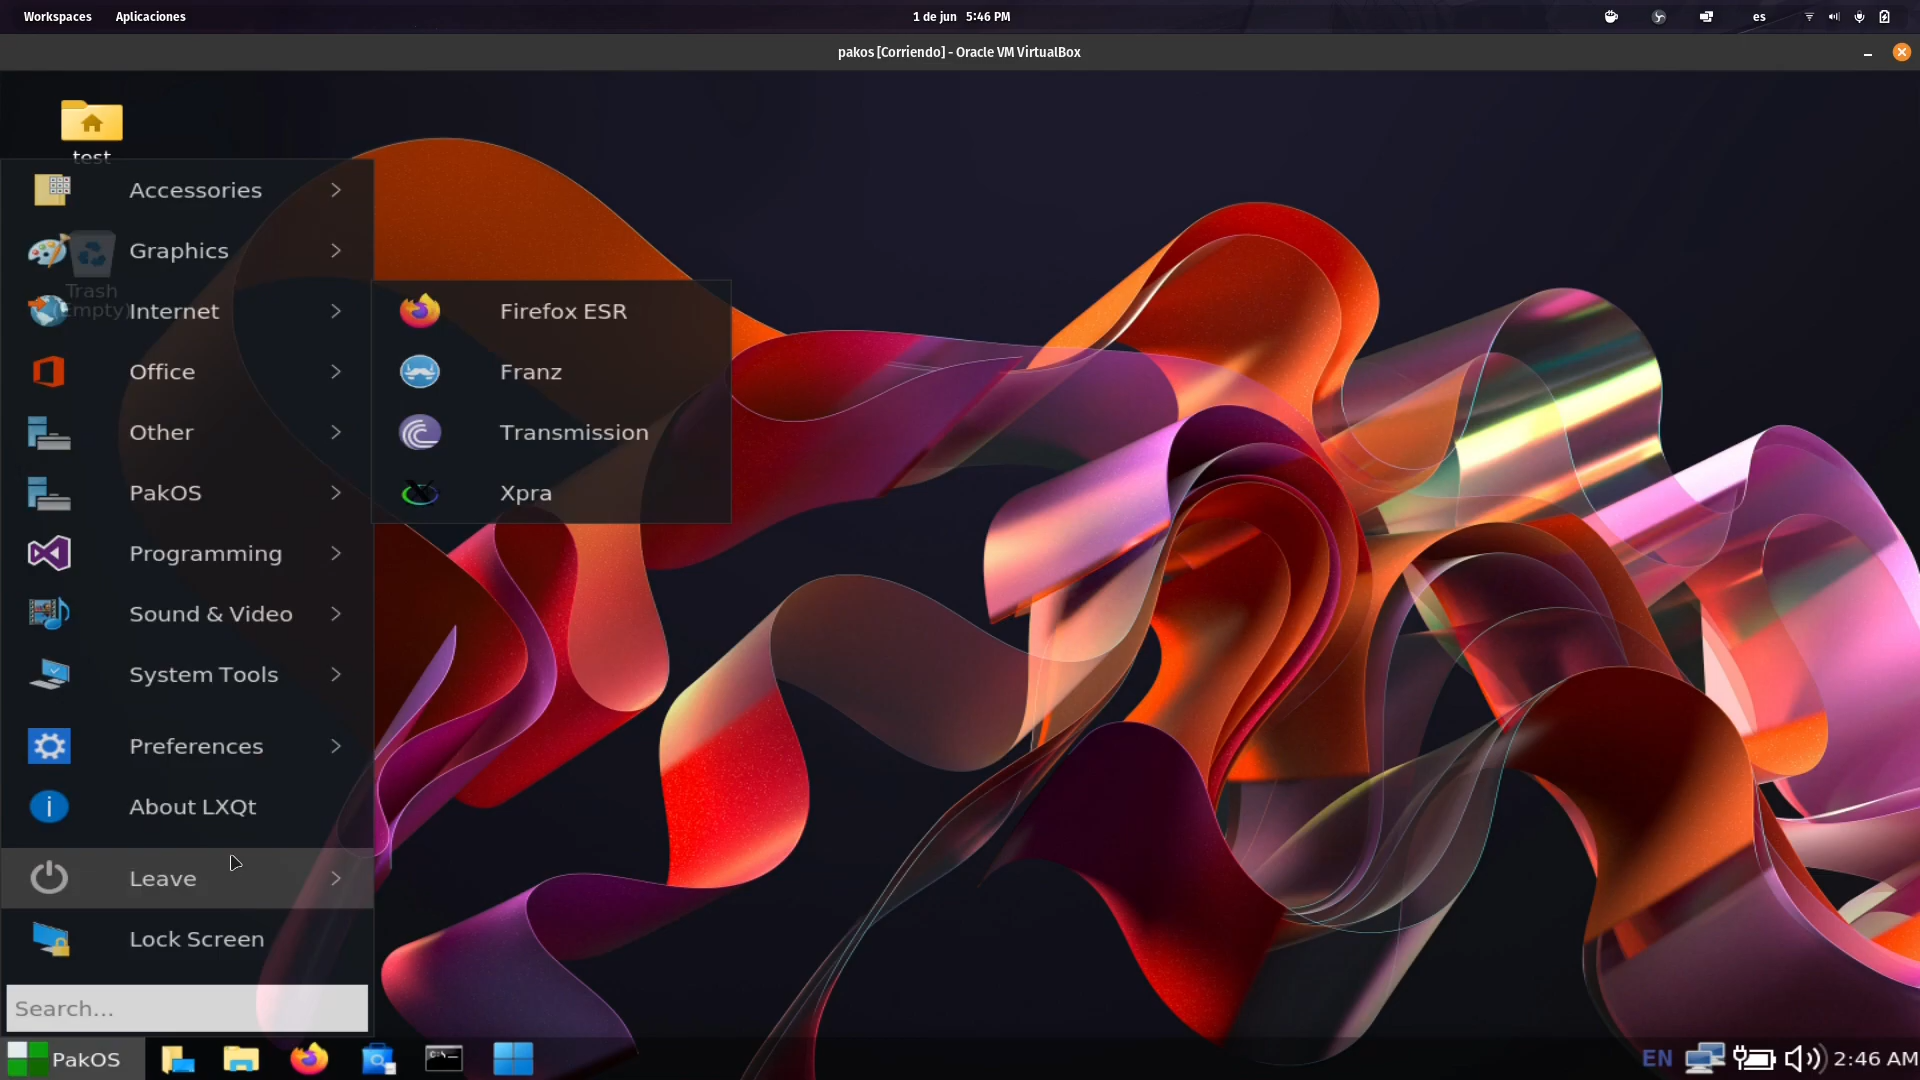 Workspaces Aplicaciones 1 de jun 5:46 PM es
pakos [Corriendo] - Oracle VM VirtualBox
test
Accessories
Graphics
Trash
(Empty)
Internet
Office
Other
PakOS
Programming
Sound & Video
System Tools
Preferences
About LXQt
Leave
Lock Screen
Search...
Firefox ESR
Franz
Transmission
Xpra
PakOS C:\_ EN 2:46 AM